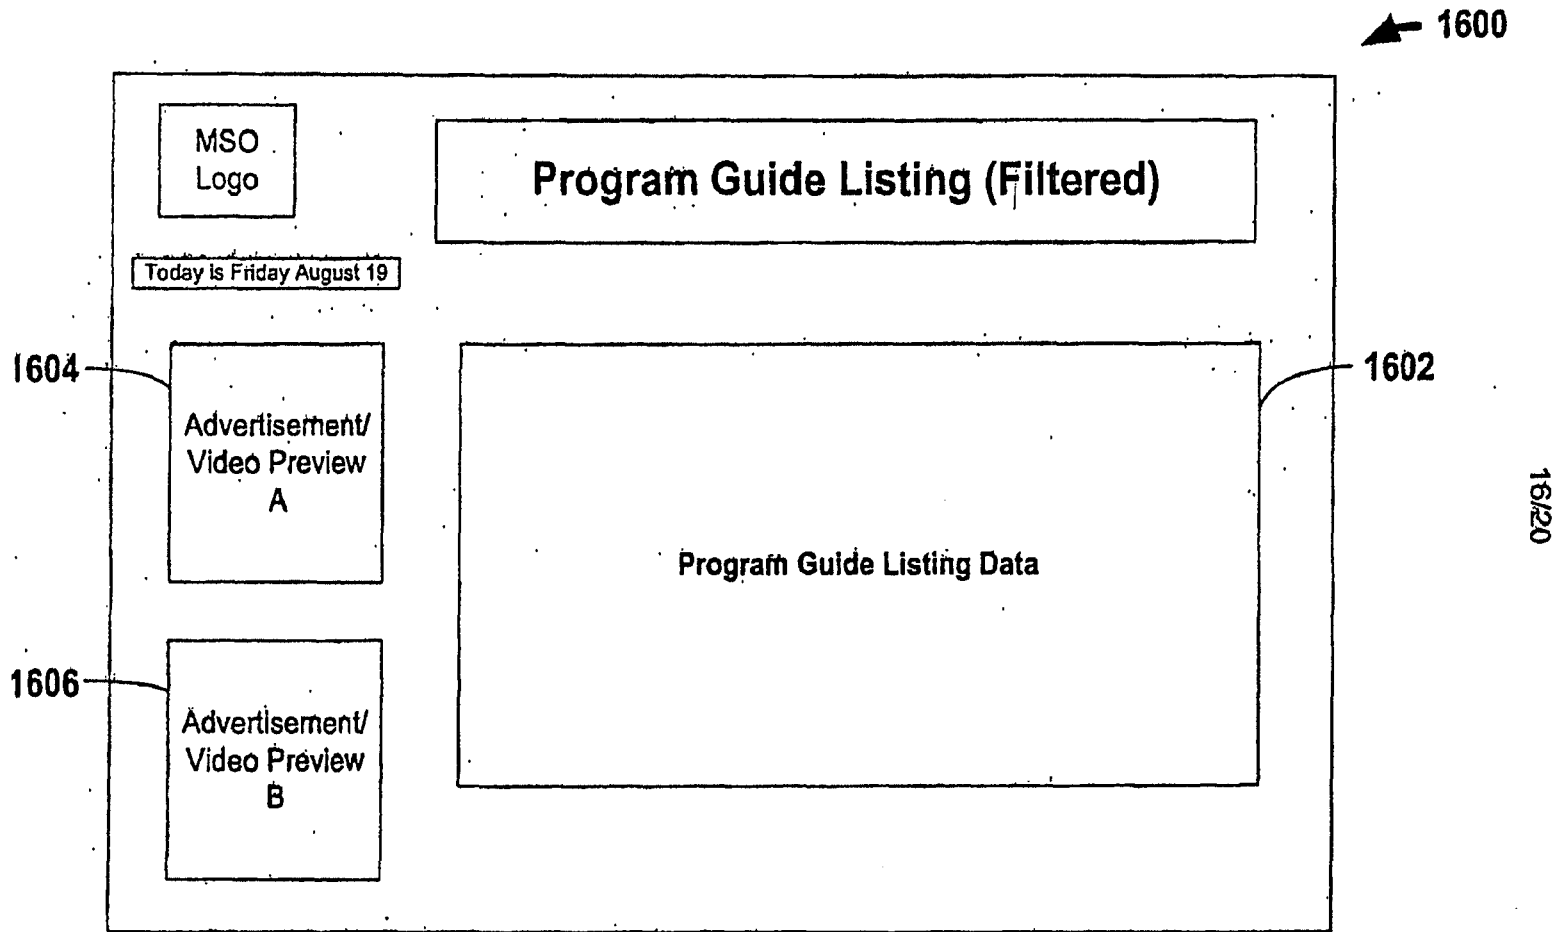 1600
MSO
Logo
Program Guide Listing (Filtered)
Today is Friday August 19
1604
1602
Advertisement/
Video Preview
A
Program Guide Listing Data
1606
Advertisement/
Video Preview
B
16/20